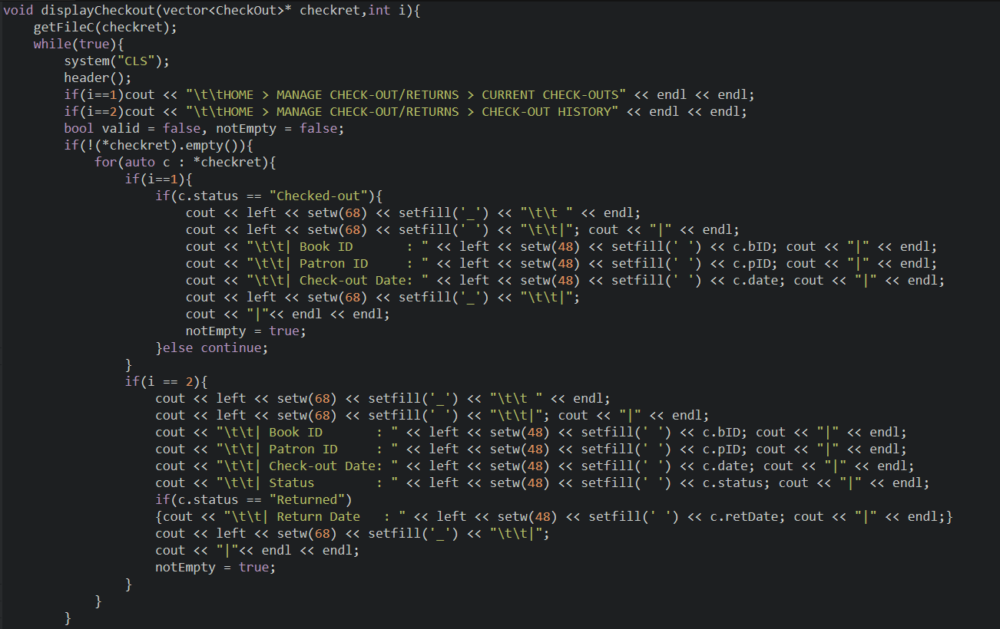 void displayCheckout(vector<CheckOut>* checkret,int i){
    getFileC(checkret);
    while(true){
        system("CLS");
        header();
        if(i==1)cout << "\t\tHOME > MANAGE CHECK-OUT/RETURNS > CURRENT CHECK-OUTS" << endl << endl;
        if(i==2)cout << "\t\tHOME > MANAGE CHECK-OUT/RETURNS > CHECK-OUT HISTORY" << endl << endl;
        bool valid = false, notEmpty = false;
        if(!(*checkret).empty()){
            for(auto c : *checkret){
                if(i==1){
                    if(c.status == "Checked-out"){
                        cout << left << setw(68) << setfill('_') << "\t\t " << endl;
                        cout << left << setw(68) << setfill(' ') << "\t\t|"; cout << "|" << endl;
                        cout << "\t\t| Book ID       : " << left << setw(48) << setfill(' ') << c.bID; cout << "|" << endl;
                        cout << "\t\t| Patron ID     : " << left << setw(48) << setfill(' ') << c.pID; cout << "|" << endl;
                        cout << "\t\t| Check-out Date: " << left << setw(48) << setfill(' ') << c.date; cout << "|" << endl;
                        cout << left << setw(68) << setfill('_') << "\t\t|";
                        cout << "|"<< endl << endl;
                        notEmpty = true;
                    }else continue;
                }
                if(i == 2){
                    cout << left << setw(68) << setfill('_') << "\t\t " << endl;
                    cout << left << setw(68) << setfill(' ') << "\t\t|"; cout << "|" << endl;
                    cout << "\t\t| Book ID       : " << left << setw(48) << setfill(' ') << c.bID; cout << "|" << endl;
                    cout << "\t\t| Patron ID     : " << left << setw(48) << setfill(' ') << c.pID; cout << "|" << endl;
                    cout << "\t\t| Check-out Date: " << left << setw(48) << setfill(' ') << c.date; cout << "|" << endl;
                    cout << "\t\t| Status        : " << left << setw(48) << setfill(' ') << c.status; cout << "|" << endl;
                    if(c.status == "Returned")
                    {cout << "\t\t| Return Date   : " << left << setw(48) << setfill(' ') << c.retDate; cout << "|" << endl;}
                    cout << left << setw(68) << setfill('_') << "\t\t|";
                    cout << "|"<< endl << endl;
                    notEmpty = true;
                }
            }
        }